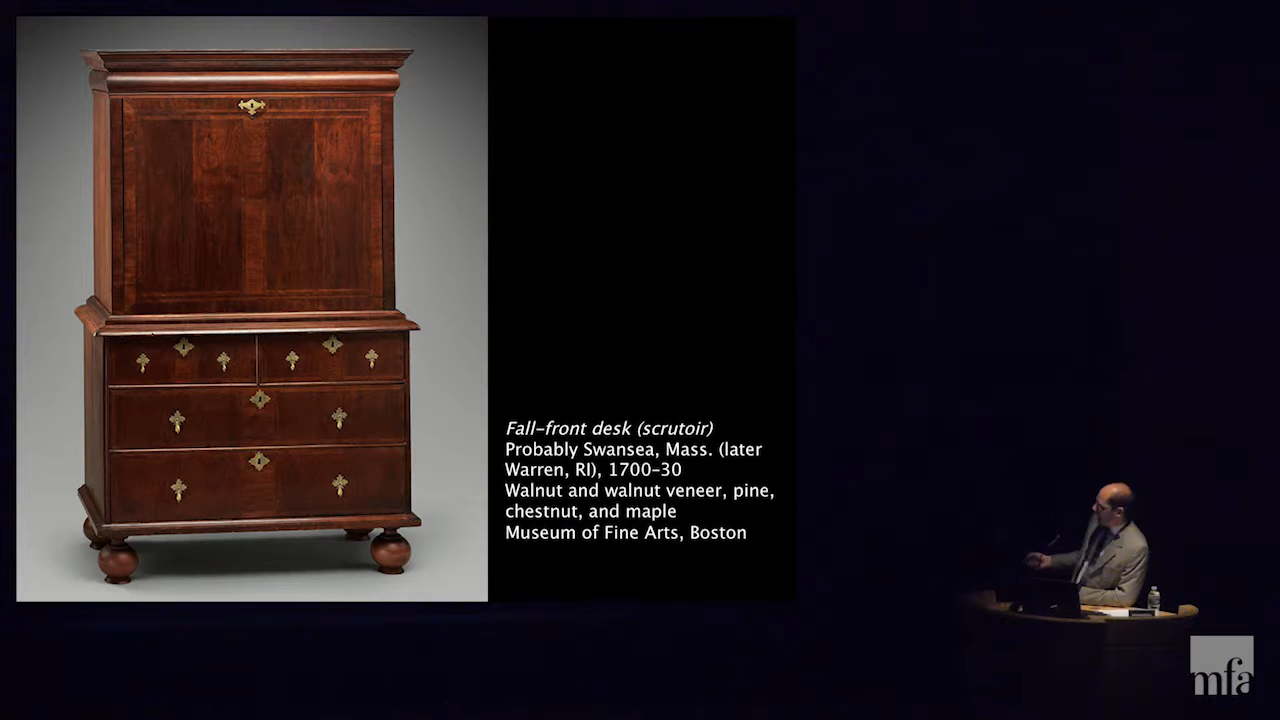 Fall-front desk (scrutoir)
Probably Swansea, Mass. (later
Warren, RI), 1700–30
Walnut and walnut veneer, pine,
chestnut, and maple
Museum of Fine Arts, Boston
mfa